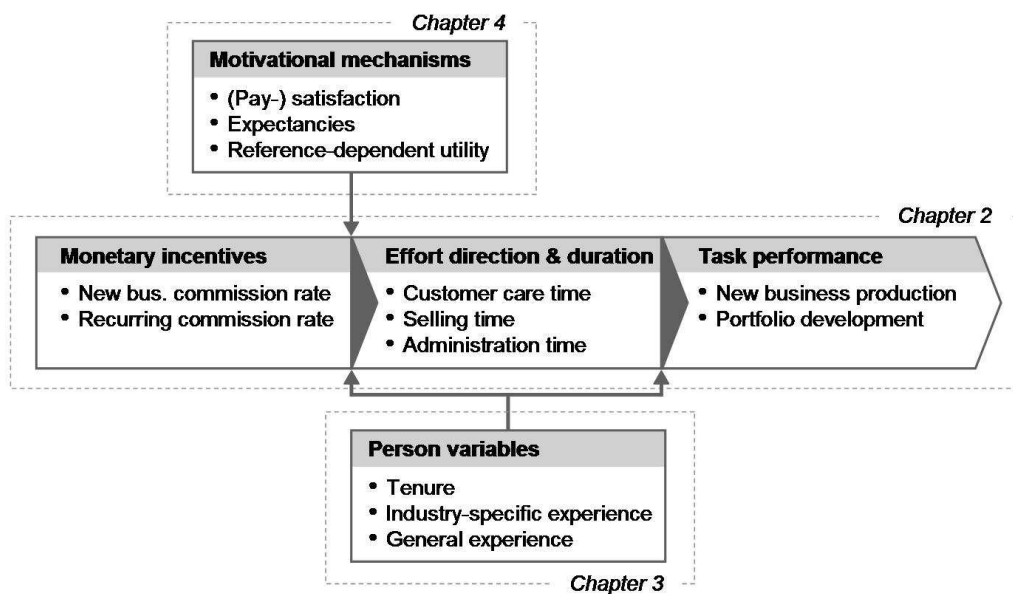 Chapter 4
Motivational mechanisms
• (Pay-) satisfaction
• Expectancies
• Reference-dependent utility
Chapter 2
Monetary incentives
• New bus. commission rate
• Recurring commission rate
Effort direction & duration
• Customer care time
• Selling time
• Administration time
Task performance
• New business production
• Portfolio development
Person variables
• Tenure
• Industry-specific experience
• General experience
Chapter 3